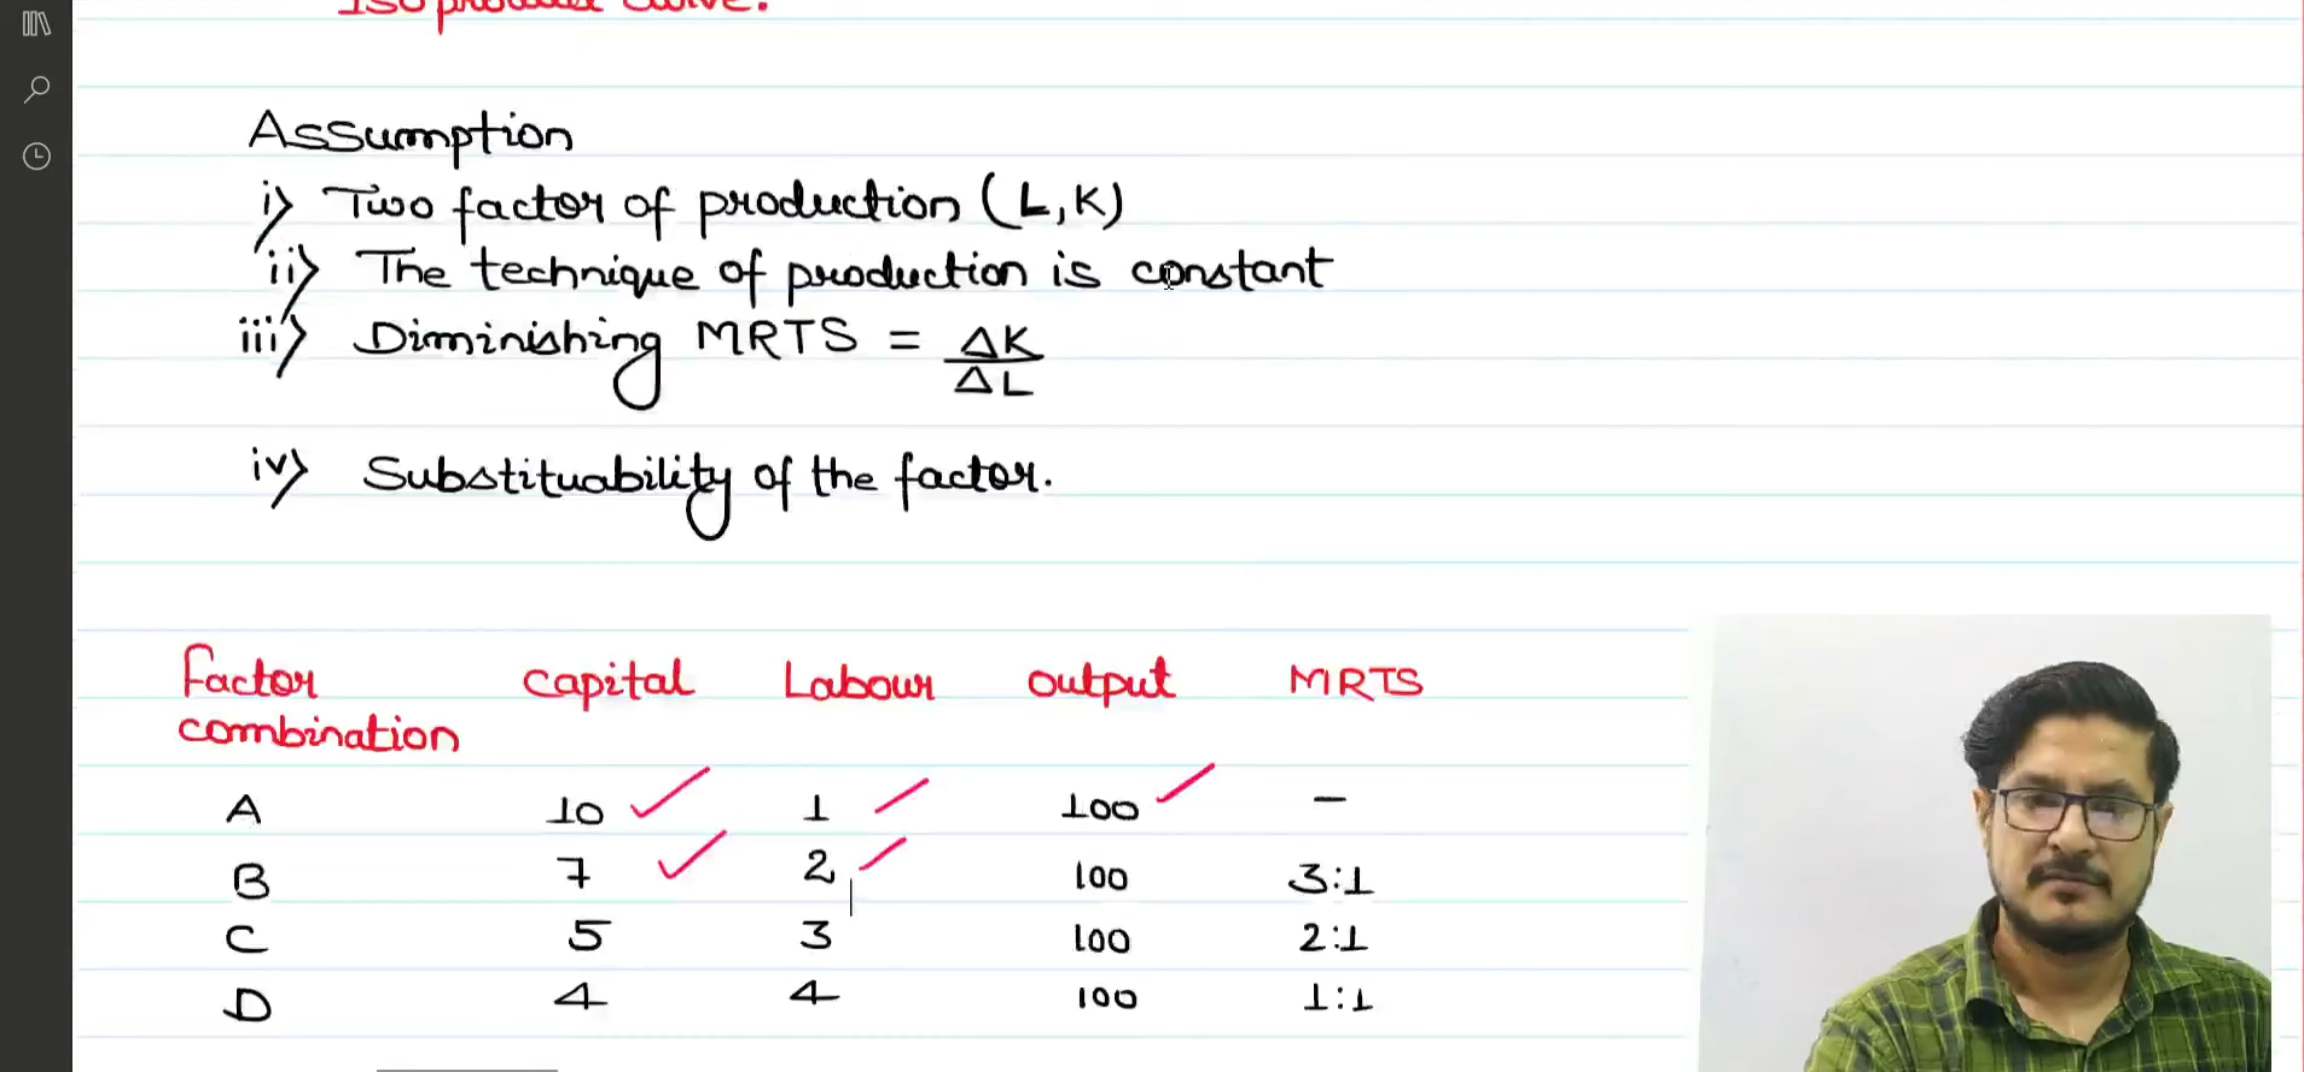 Isoproduct curve.
Assumption
i) Two factor of production (L,K)
ii) The technique of production is constant
iii) Diminishing MRTS = ΔK/ΔL
iv) Substituability of the factor.
Factor combination Capital Labour output MRTS
A 10 1 100 –
B 7 2 100 3:1
C 5 3 100 2:1
D 4 4 100 1:1